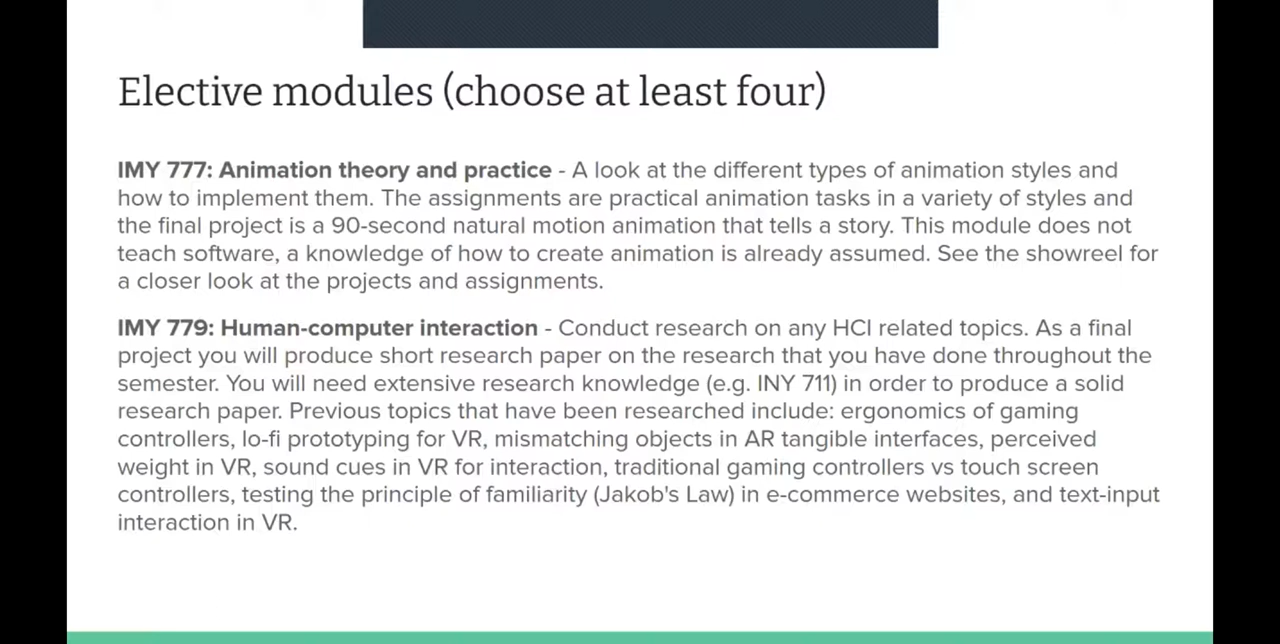 Elective modules (choose at least four)
IMY 777: Animation theory and practice - A look at the different types of animation styles and
how to implement them. The assignments are practical animation tasks in a variety of styles and
the final project is a 90-second natural motion animation that tells a story. This module does not
teach software, a knowledge of how to create animation is already assumed. See the showreel for
a closer look at the projects and assignments.
IMY 779: Human-computer interaction - Conduct research on any HCI related topics. As a final
project you will produce short research paper on the research that you have done throughout the
semester. You will need extensive research knowledge (e.g. INY 711) in order to produce a solid
research paper. Previous topics that have been researched include: ergonomics of gaming
controllers, lo-fi prototyping for VR, mismatching objects in AR tangible interfaces, perceived
weight in VR, sound cues in VR for interaction, traditional gaming controllers vs touch screen
controllers, testing the principle of familiarity (Jakob's Law) in e-commerce websites, and text-input
interaction in VR.